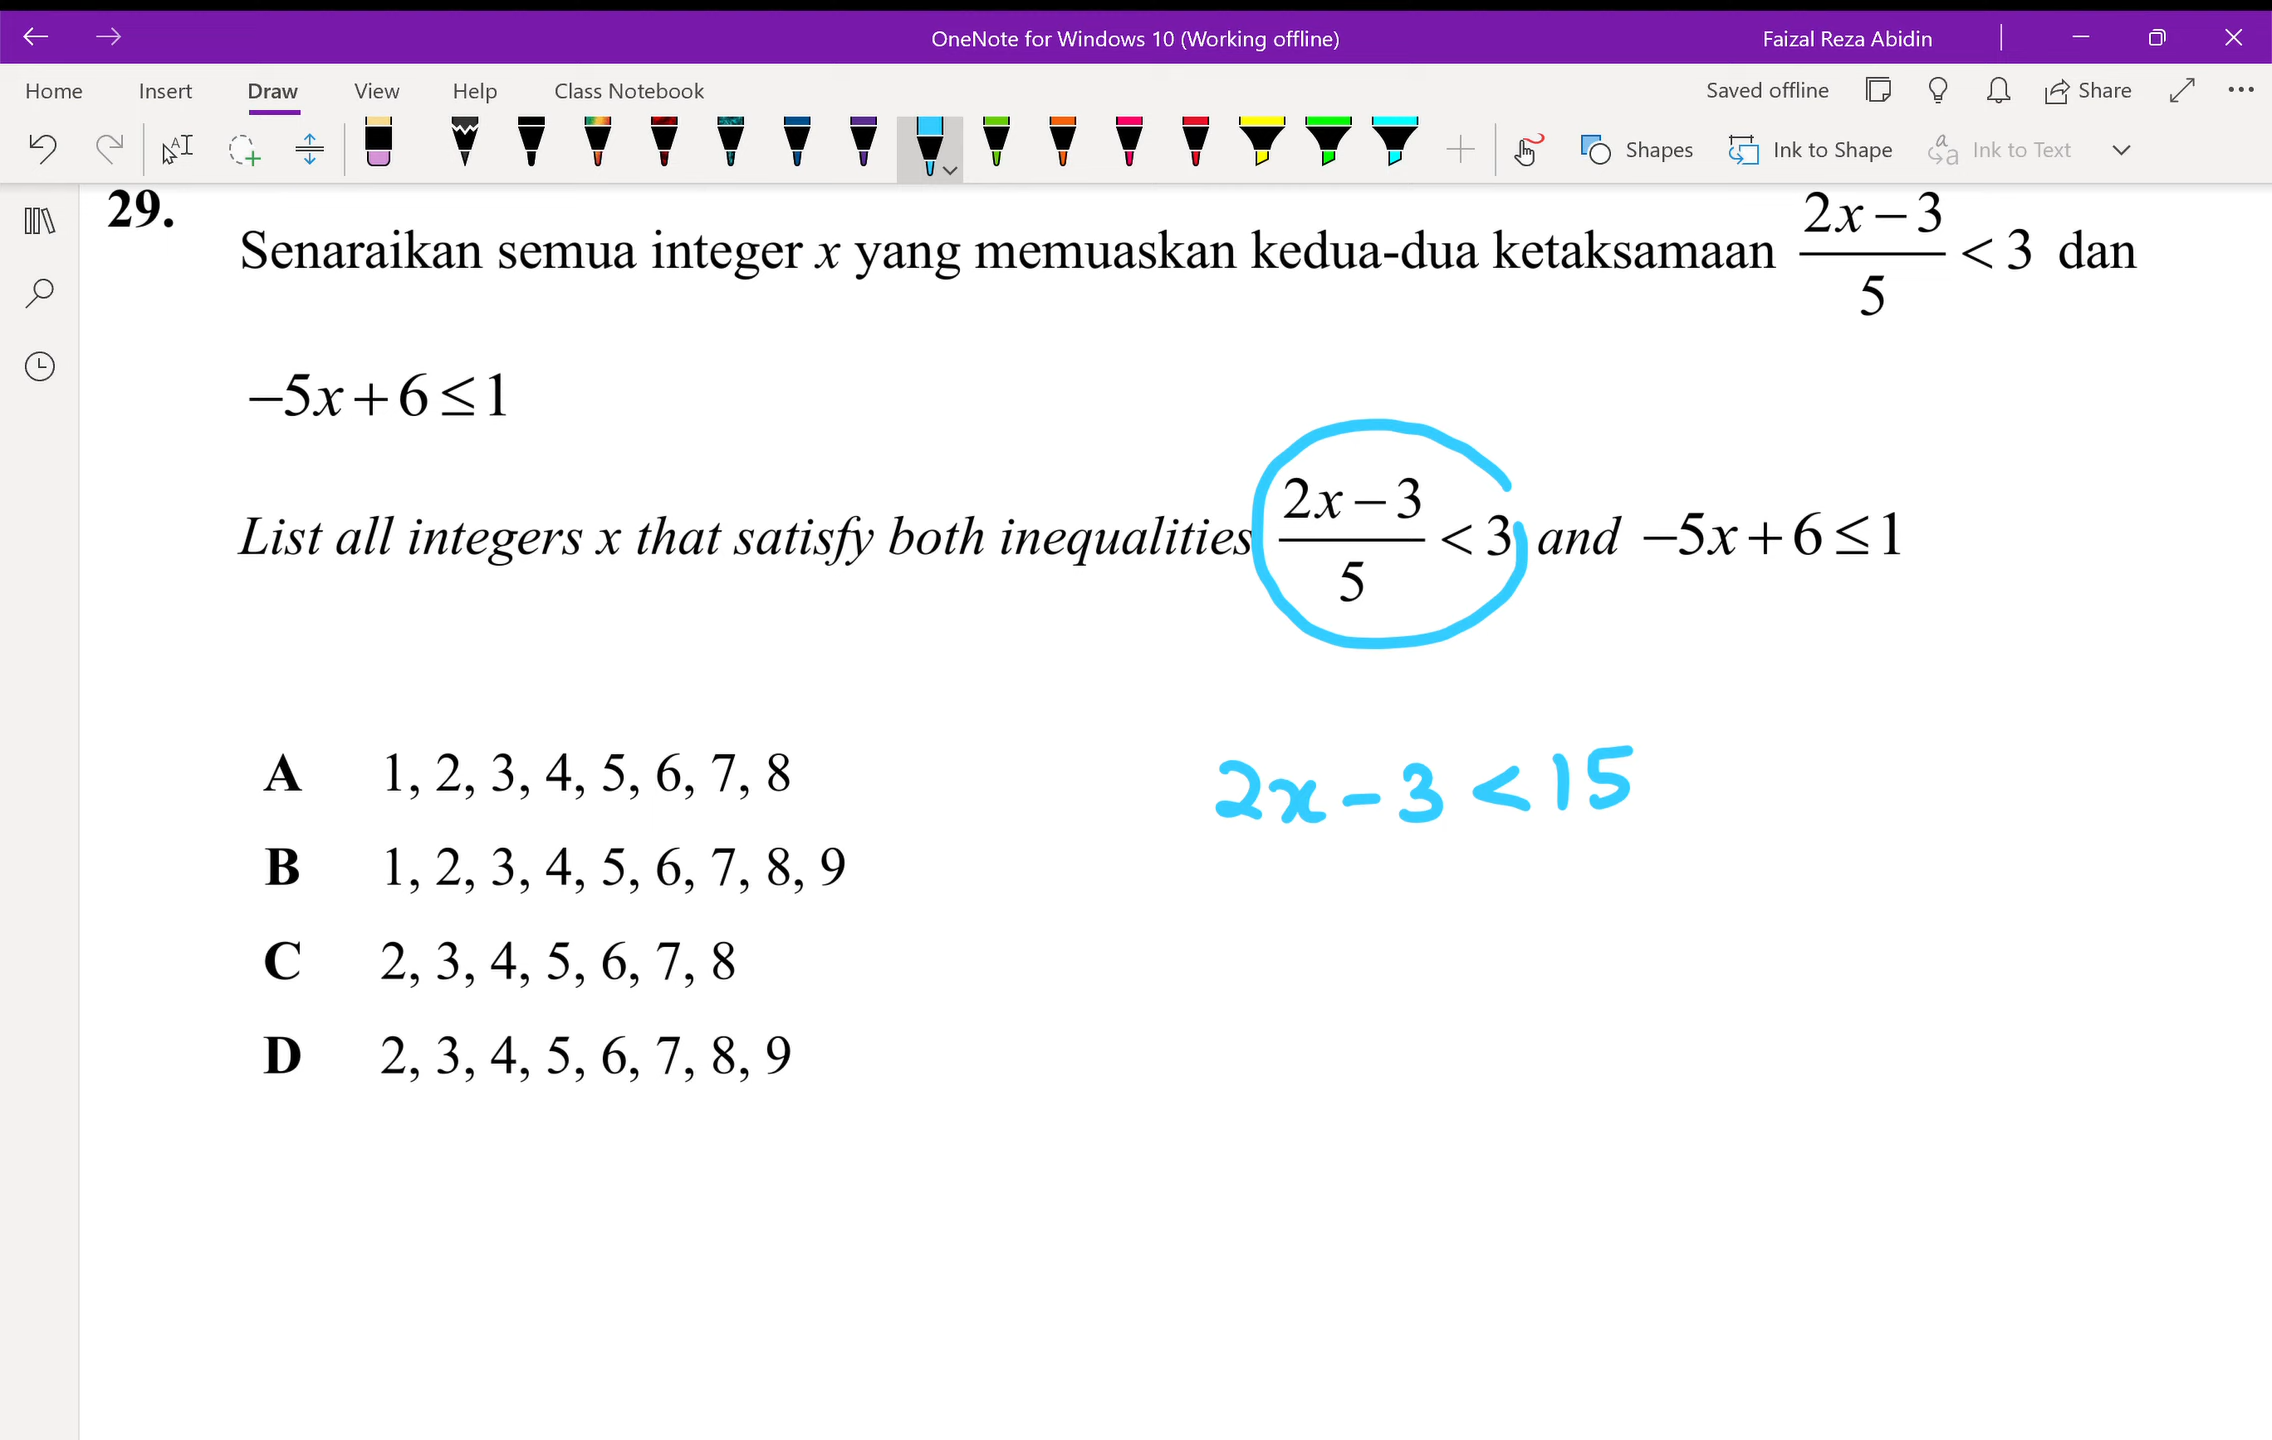 OneNote for Windows 10 (Working offline)
Faizal Reza Abidin
Home Insert Draw View Help Class Notebook
Saved offline Share
Shapes Ink to Shape Ink to Text
29.
Senaraikan semua integer x yang memuaskan kedua-dua ketaksamaan (2x − 3)/5 < 3 dan
−5x + 6 ≤ 1
List all integers x that satisfy both inequalities (2x − 3)/5 < 3 and −5x + 6 ≤ 1
A 1, 2, 3, 4, 5, 6, 7, 8
B 1, 2, 3, 4, 5, 6, 7, 8, 9
C 2, 3, 4, 5, 6, 7, 8
D 2, 3, 4, 5, 6, 7, 8, 9
2x − 3 < 15